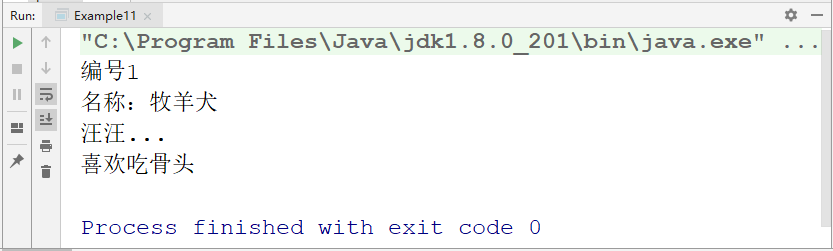 Run: Example11
"C:\Program Files\Java\jdk1.8.0_201\bin\java.exe" ...
编号1
名称：牧羊犬
汪汪...
喜欢吃骨头
Process finished with exit code 0